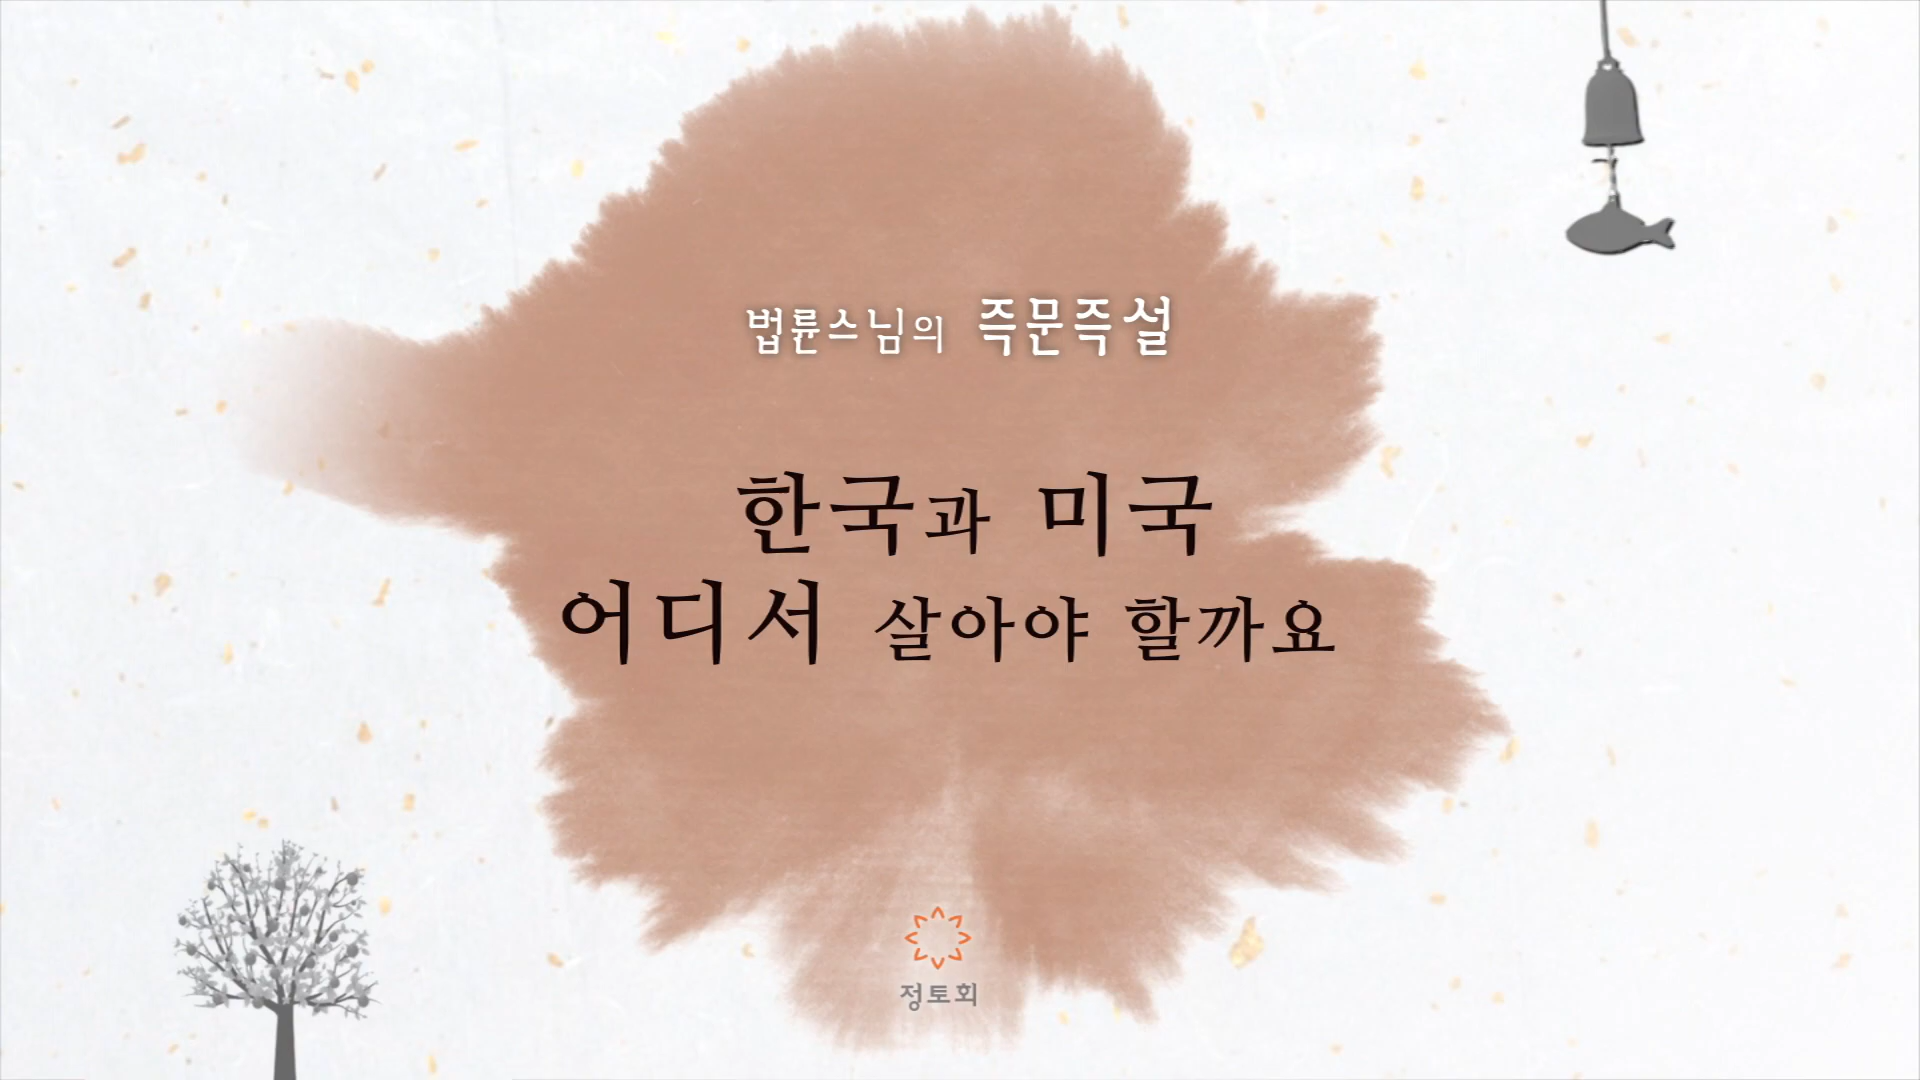 법륜스님의 즉문즉설
한국과 미국
어디서 살아야 할까요
정토회